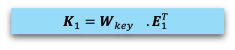 K₁ = W_key . E₁ᵀ